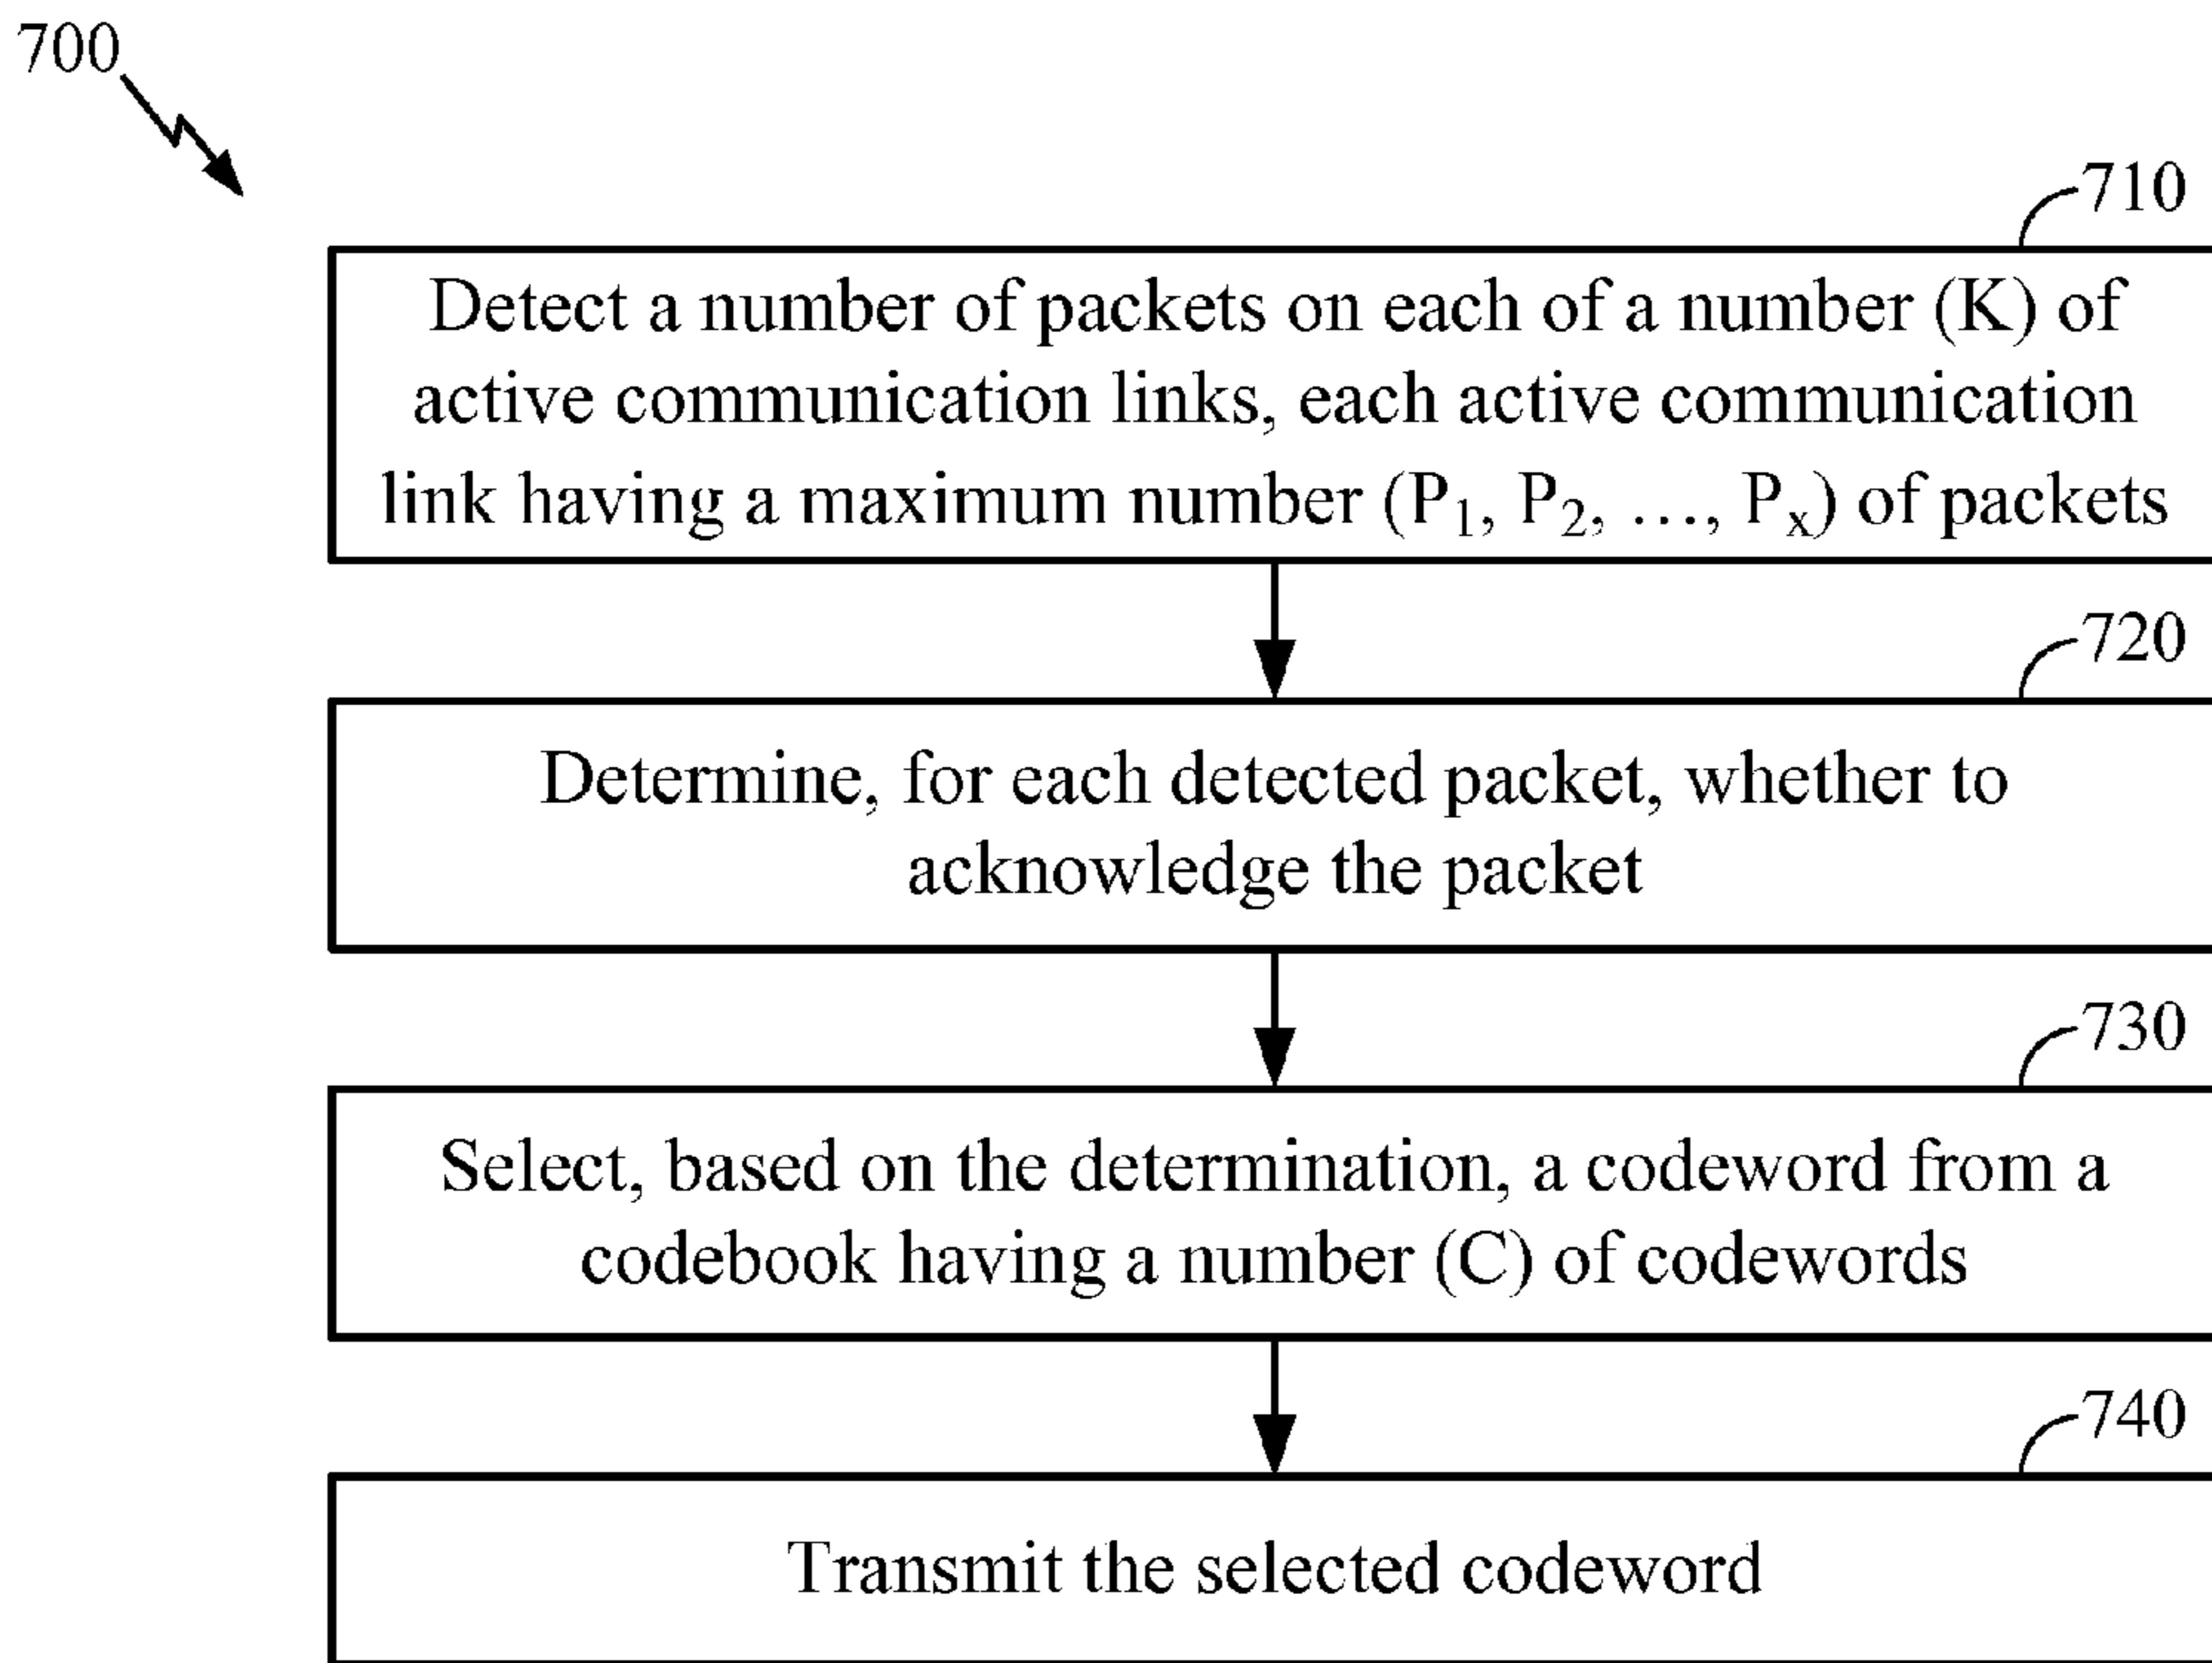 700
710
Detect a number of packets on each of a number (K) of
active communication links, each active communication
link having a maximum number (P₁, P₂, …, Pₓ) of packets
720
Determine, for each detected packet, whether to
acknowledge the packet
730
Select, based on the determination, a codeword from a
codebook having a number (C) of codewords
740
Transmit the selected codeword